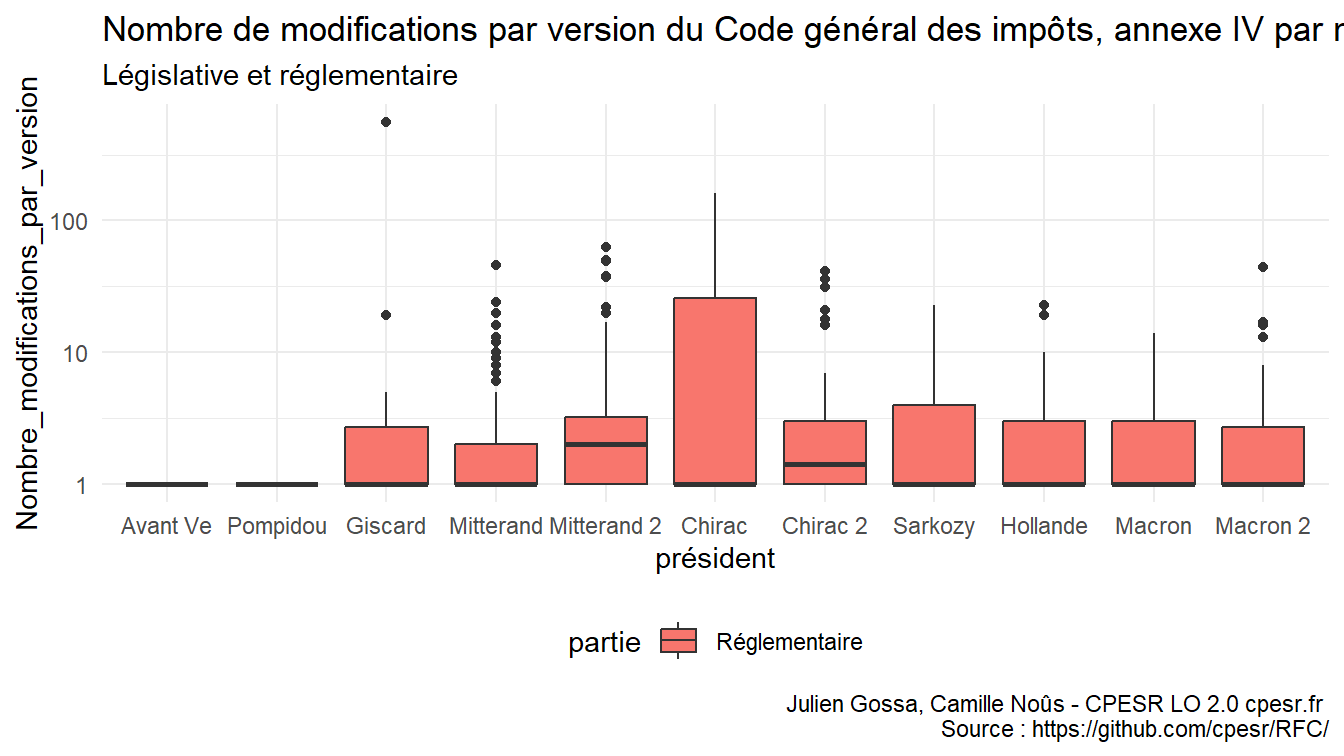 Nombre de modifications par version du Code général des impôts, annexe IV par
Législative et réglementaire
Nombre_modifications_par_version
100
10
1
Avant Ve Pompidou Giscard Mitterand Mitterand 2 Chirac Chirac 2 Sarkozy Hollande Macron Macron 2
président
partie Réglementaire
Julien Gossa, Camille Noûs - CPESR LO 2.0 cpesr.fr
Source : https://github.com/cpesr/RFC/